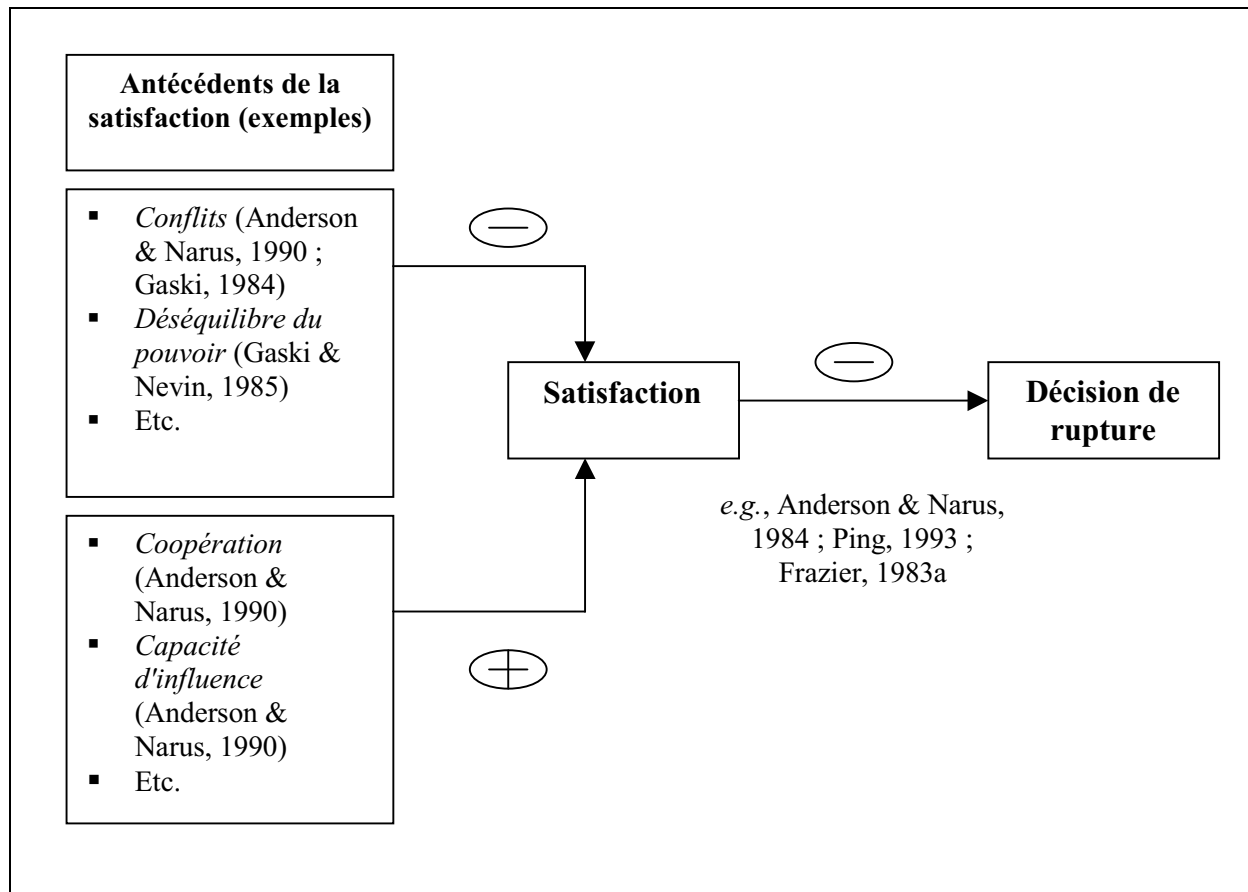 Antécédents de la
satisfaction (exemples)
▪ Conflits (Anderson
& Narus, 1990 ;
Gaski, 1984)
▪ Déséquilibre du
pouvoir (Gaski &
Nevin, 1985)
▪ Etc.
▪ Coopération
(Anderson &
Narus, 1990)
▪ Capacité
d'influence
(Anderson &
Narus, 1990)
▪ Etc.
−
+
Satisfaction
−
e.g., Anderson & Narus,
1984 ; Ping, 1993 ;
Frazier, 1983a
Décision de
rupture